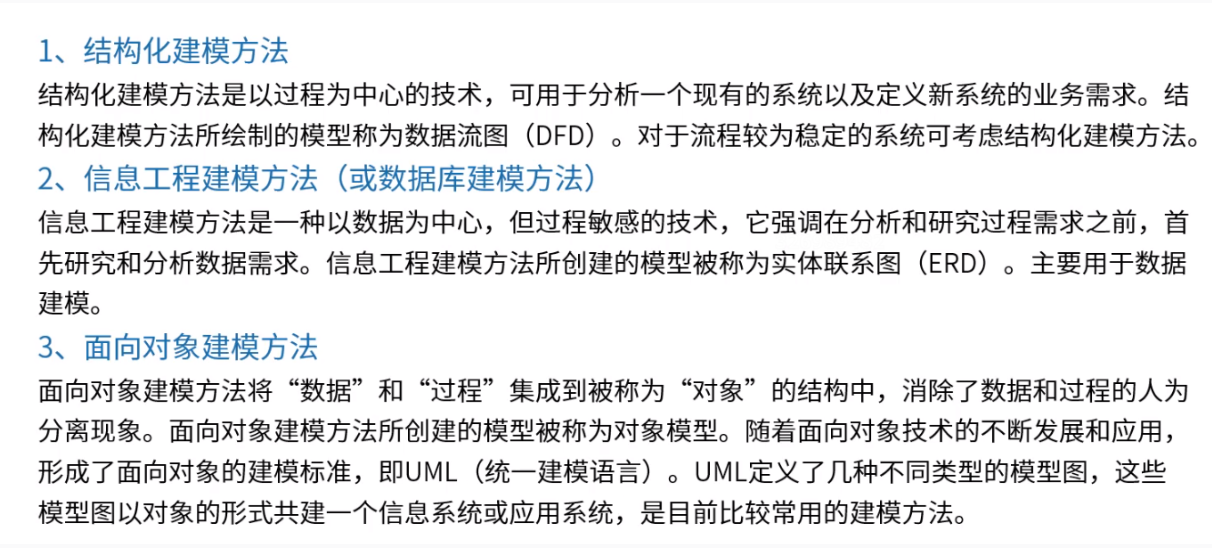 1、结构化建模方法
结构化建模方法是以过程为中心的技术，可用于分析一个现有的系统以及定义新系统的业务需求。结
构化建模方法所绘制的模型称为数据流图（DFD）。对于流程较为稳定的系统可考虑结构化建模方法。
2、信息工程建模方法（或数据库建模方法）
信息工程建模方法是一种以数据为中心，但过程敏感的技术，它强调在分析和研究过程需求之前，首
先研究和分析数据需求。信息工程建模方法所创建的模型被称为实体联系图（ERD）。主要用于数据
建模。
3、面向对象建模方法
面向对象建模方法将“数据”和“过程”集成到被称为“对象”的结构中，消除了数据和过程的人为
分离现象。面向对象建模方法所创建的模型被称为对象模型。随着面向对象技术的不断发展和应用，
形成了面向对象的建模标准，即UML（统一建模语言）。UML定义了几种不同类型的模型图，这些
模型图以对象的形式共建一个信息系统或应用系统，是目前比较常用的建模方法。